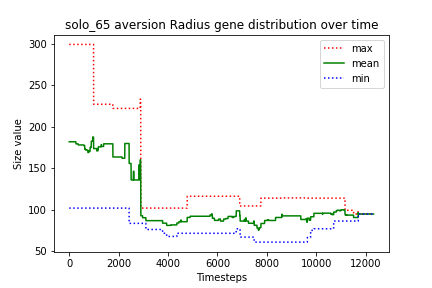 solo_65 aversion Radius gene distribution over time
300
250
200
150
100
50
Size value
max
mean
min
0
2000
4000
6000
8000
10000
12000
Timesteps